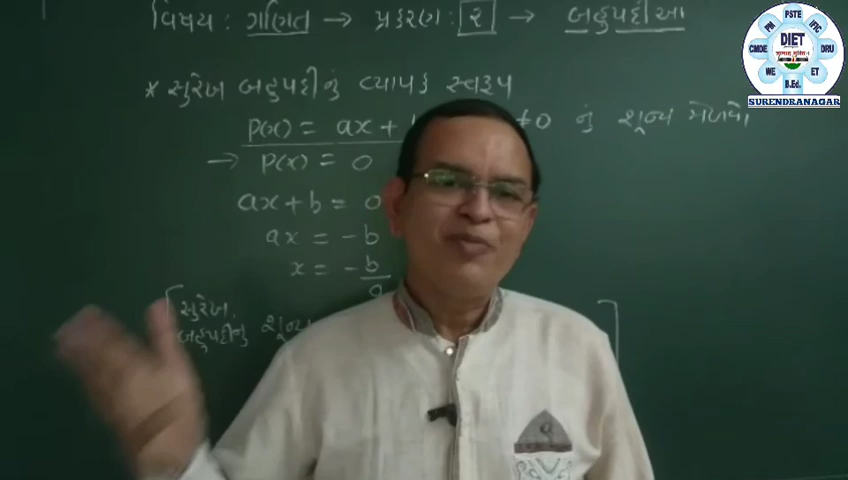 વિષય : ગણિત → પ્રકરણ : ૨ → બહુપદીઓ
* સુરેખ બહુપદીનું વ્યાપક સ્વરૂપ
P(x) = ax + ≠0 નું શૂન્ય મેળવો
→ P(x) = 0
ax + b = 0
ax = -b
x = -b/a
સુરેખ
બહુપદીનું શૂન્ય
PSTE
PM
IFIC
DIET
CMDE
DRU
WE
ET
B.Ed.
SURENDRANAGAR